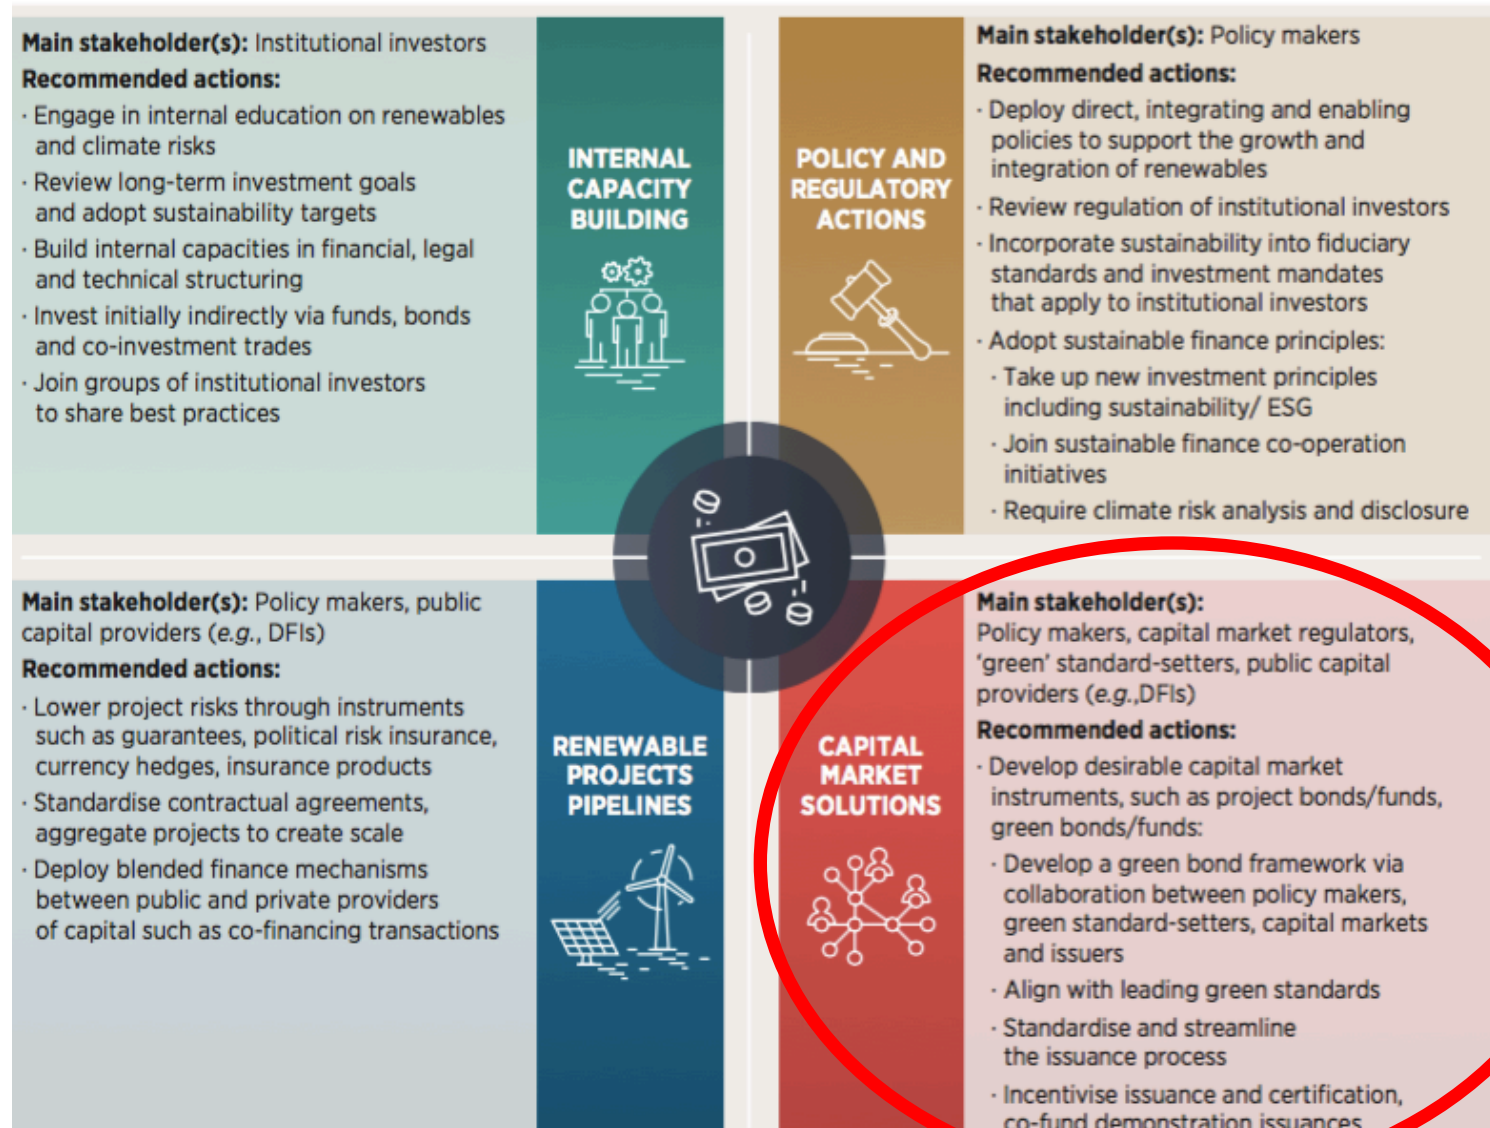 Main stakeholder(s): Institutional investors
Recommended actions:
· Engage in internal education on renewables
and climate risks
· Review long-term investment goals
and adopt sustainability targets
· Build internal capacities in financial, legal
and technical structuring
· Invest initially indirectly via funds, bonds
and co-investment trades
· Join groups of institutional investors
to share best practices
INTERNAL
CAPACITY
BUILDING
POLICY AND
REGULATORY
ACTIONS
Main stakeholder(s): Policy makers
Recommended actions:
· Deploy direct, integrating and enabling
policies to support the growth and
integration of renewables
· Review regulation of institutional investors
· Incorporate sustainability into fiduciary
standards and investment mandates
that apply to institutional investors
· Adopt sustainable finance principles:
· Take up new investment principles
including sustainability/ ESG
· Join sustainable finance co-operation
initiatives
· Require climate risk analysis and disclosure
Main stakeholder(s): Policy makers, public
capital providers (e.g., DFIs)
Recommended actions:
· Lower project risks through instruments
such as guarantees, political risk insurance,
currency hedges, insurance products
· Standardise contractual agreements,
aggregate projects to create scale
· Deploy blended finance mechanisms
between public and private providers
of capital such as co-financing transactions
RENEWABLE
PROJECTS
PIPELINES
CAPITAL
MARKET
SOLUTIONS
Main stakeholder(s):
Policy makers, capital market regulators,
‘green’ standard-setters, public capital
providers (e.g.,DFIs)
Recommended actions:
· Develop desirable capital market
instruments, such as project bonds/funds,
green bonds/funds:
· Develop a green bond framework via
collaboration between policy makers,
green standard-setters, capital markets
and issuers
· Align with leading green standards
· Standardise and streamline
the issuance process
· Incentivise issuance and certification,
co-fund demonstration issuances